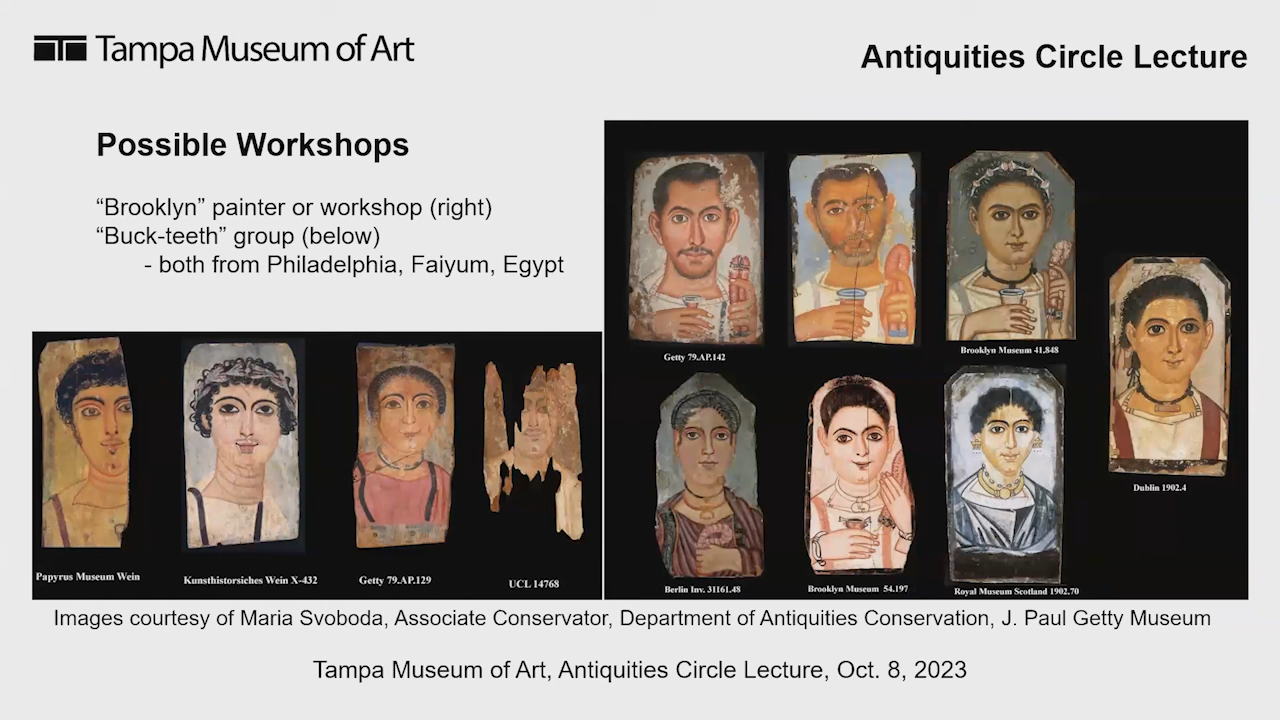 Tampa Museum of Art
Antiquities Circle Lecture
Possible Workshops
“Brooklyn” painter or workshop (right)
“Buck-teeth” group (below)
- both from Philadelphia, Faiyum, Egypt
Getty 79.AP.142
Brooklyn Museum 41.848
Dublin 1902.4
Berlin Inv. 31161.48
Brooklyn Museum 54.197
Royal Museum Scotland 1902.70
Papyrus Museum Wein
Kunsthistorsiches Wein X-432
Getty 79.AP.129
UCL 14768
Images courtesy of Maria Svoboda, Associate Conservator, Department of Antiquities Conservation, J. Paul Getty Museum
Tampa Museum of Art, Antiquities Circle Lecture, Oct. 8, 2023